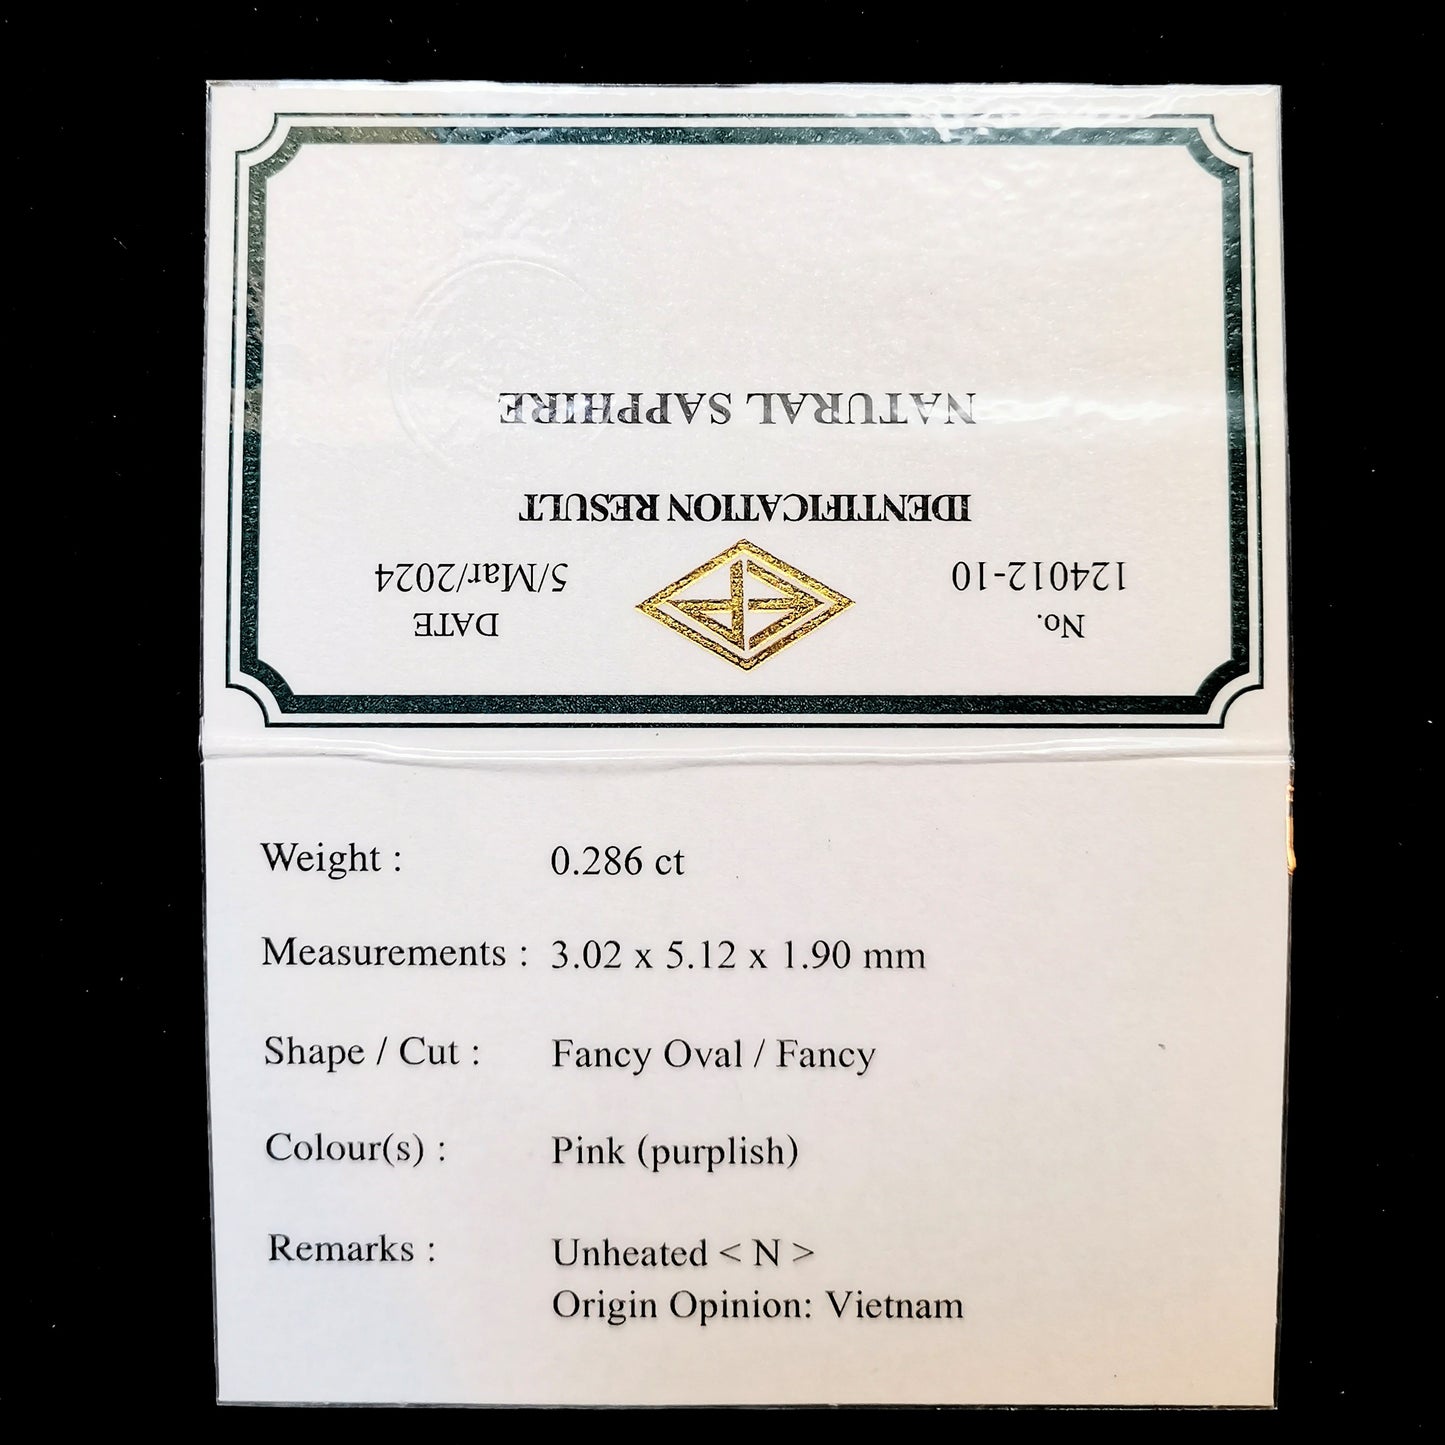 No.
124012-10
DATE
5/Mar/2024
IDENTIFICATION RESULT
NATURAL SAPPHIRE
Weight : 0.286 ct
Measurements : 3.02 x 5.12 x 1.90 mm
Shape / Cut : Fancy Oval / Fancy
Colour(s) : Pink (purplish)
Remarks : Unheated < N >
Origin Opinion: Vietnam